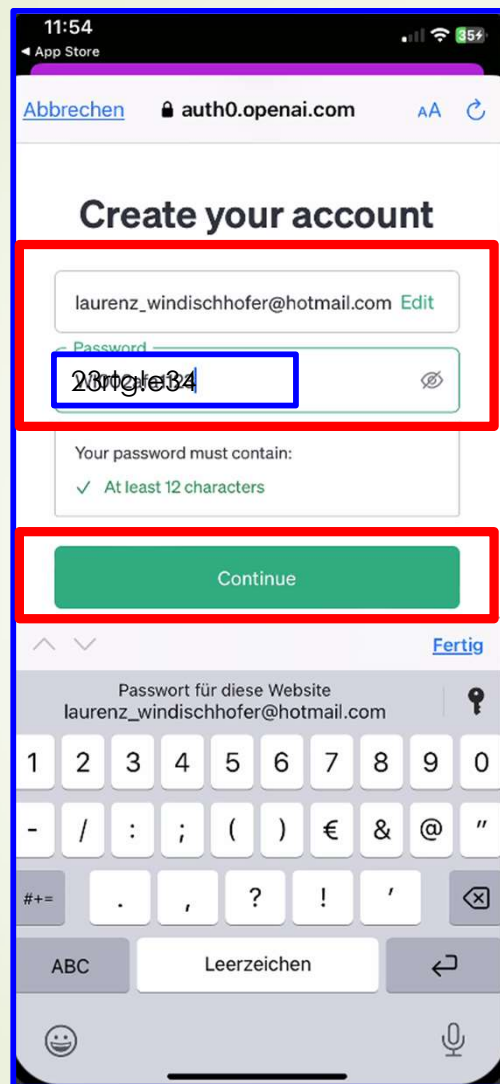 11:54
◄ App Store
35
Abbrechen auth0.openai.com AA
Create your account
laurenz_windischhofer@hotmail.com Edit
Password
Your password must contain:
✓ At least 12 characters
Continue
Fertig
Passwort für diese Website
laurenz_windischhofer@hotmail.com
1 2 3 4 5 6 7 8 9 0
- / : ; ( ) € & @ "
#+= . , ? ! '
ABC Leerzeichen